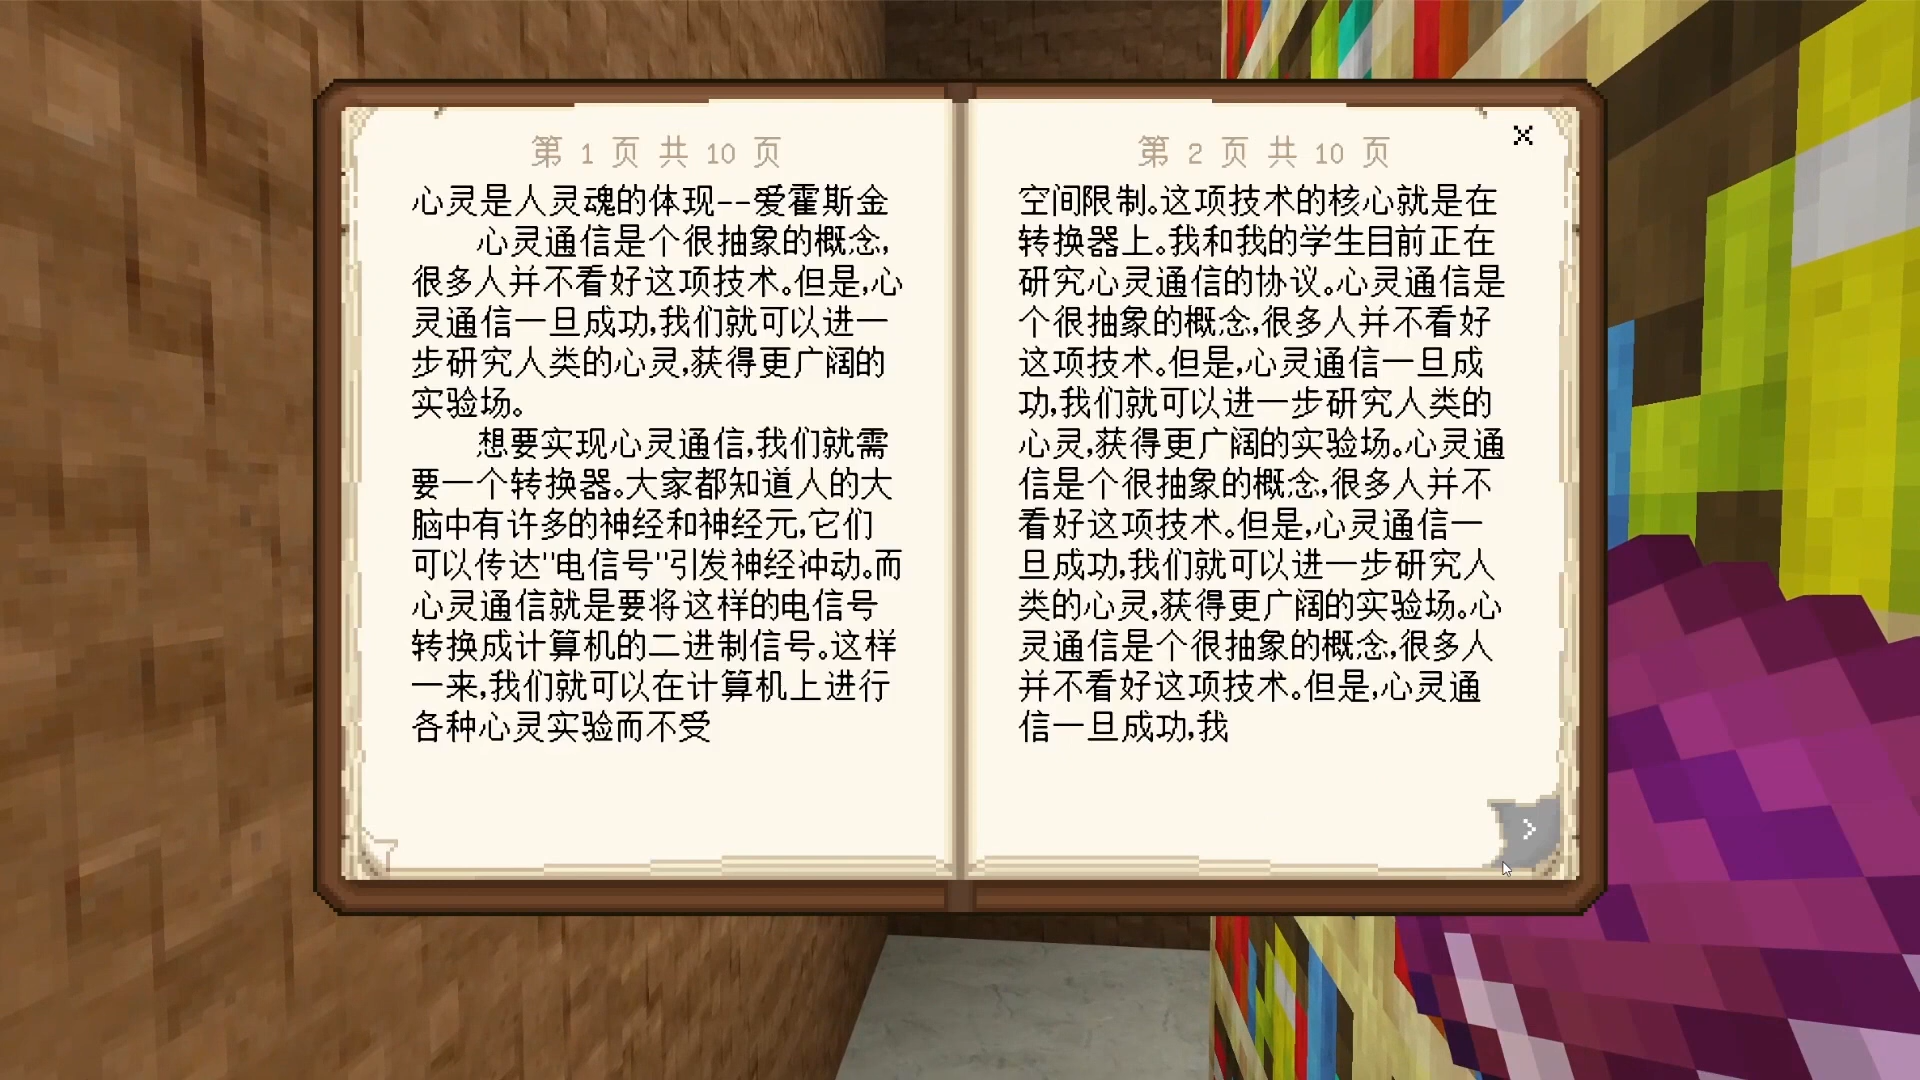 第 1 页 共 10 页
心灵是人灵魂的体现--爱霍斯金
心灵通信是个很抽象的概念,
很多人并不看好这项技术。但是,心
灵通信一旦成功,我们就可以进一
步研究人类的心灵,获得更广阔的
实验场。
想要实现心灵通信,我们就需
要一个转换器。大家都知道人的大
脑中有许多的神经和神经元,它们
可以传达"电信号"引发神经冲动。而
心灵通信就是要将这样的电信号
转换成计算机的二进制信号。这样
一来,我们就可以在计算机上进行
各种心灵实验而不受
第 2 页 共 10 页
空间限制。这项技术的核心就是在
转换器上。我和我的学生目前正在
研究心灵通信的协议。心灵通信是
个很抽象的概念,很多人并不看好
这项技术。但是,心灵通信一旦成
功,我们就可以进一步研究人类的
心灵,获得更广阔的实验场。心灵通
信是个很抽象的概念,很多人并不
看好这项技术。但是,心灵通信一
旦成功,我们就可以进一步研究人
类的心灵,获得更广阔的实验场。心
灵通信是个很抽象的概念,很多人
并不看好这项技术。但是,心灵通
信一旦成功,我